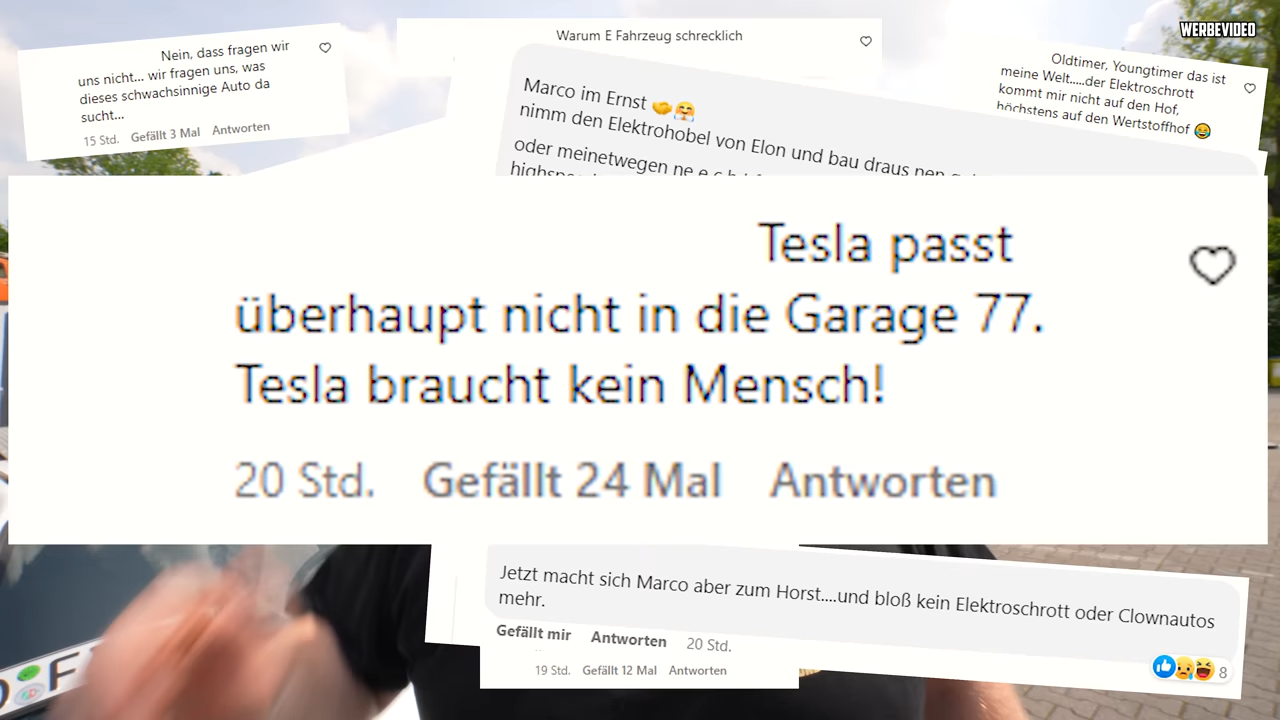 WERBEVIDEO
Nein, dass fragen wir
uns nicht... wir fragen uns, was
dieses schwachsinnige Auto da
sucht...
15 Std. Gefällt 3 Mal Antworten
Warum E Fahrzeug schrecklich
Oldtimer, Youngtimer das ist
meine Welt.....der Elektroschrott
kommt mir nicht auf den Hof,
höchstens auf den Wertstoffhof 😂
Marco im Ernst 🤝🥰
nimm den Elektrohobel von Elon und bau draus nen
oder meinetwegen ne
Tesla passt
überhaupt nicht in die Garage 77.
Tesla braucht kein Mensch!
20 Std. Gefällt 24 Mal Antworten
Jetzt macht sich Marco aber zum Horst....und bloß kein Elektroschrott oder Clownautos
mehr.
Gefällt mir Antworten 20 Std.
8
19 Std. Gefällt 12 Mal Antworten